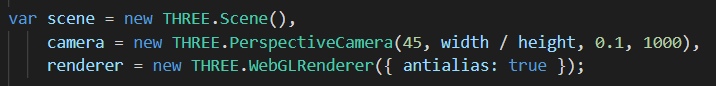 var scene = new THREE.Scene(),
    camera = new THREE.PerspectiveCamera(45, width / height, 0.1, 1000),
    renderer = new THREE.WebGLRenderer({ antialias: true });